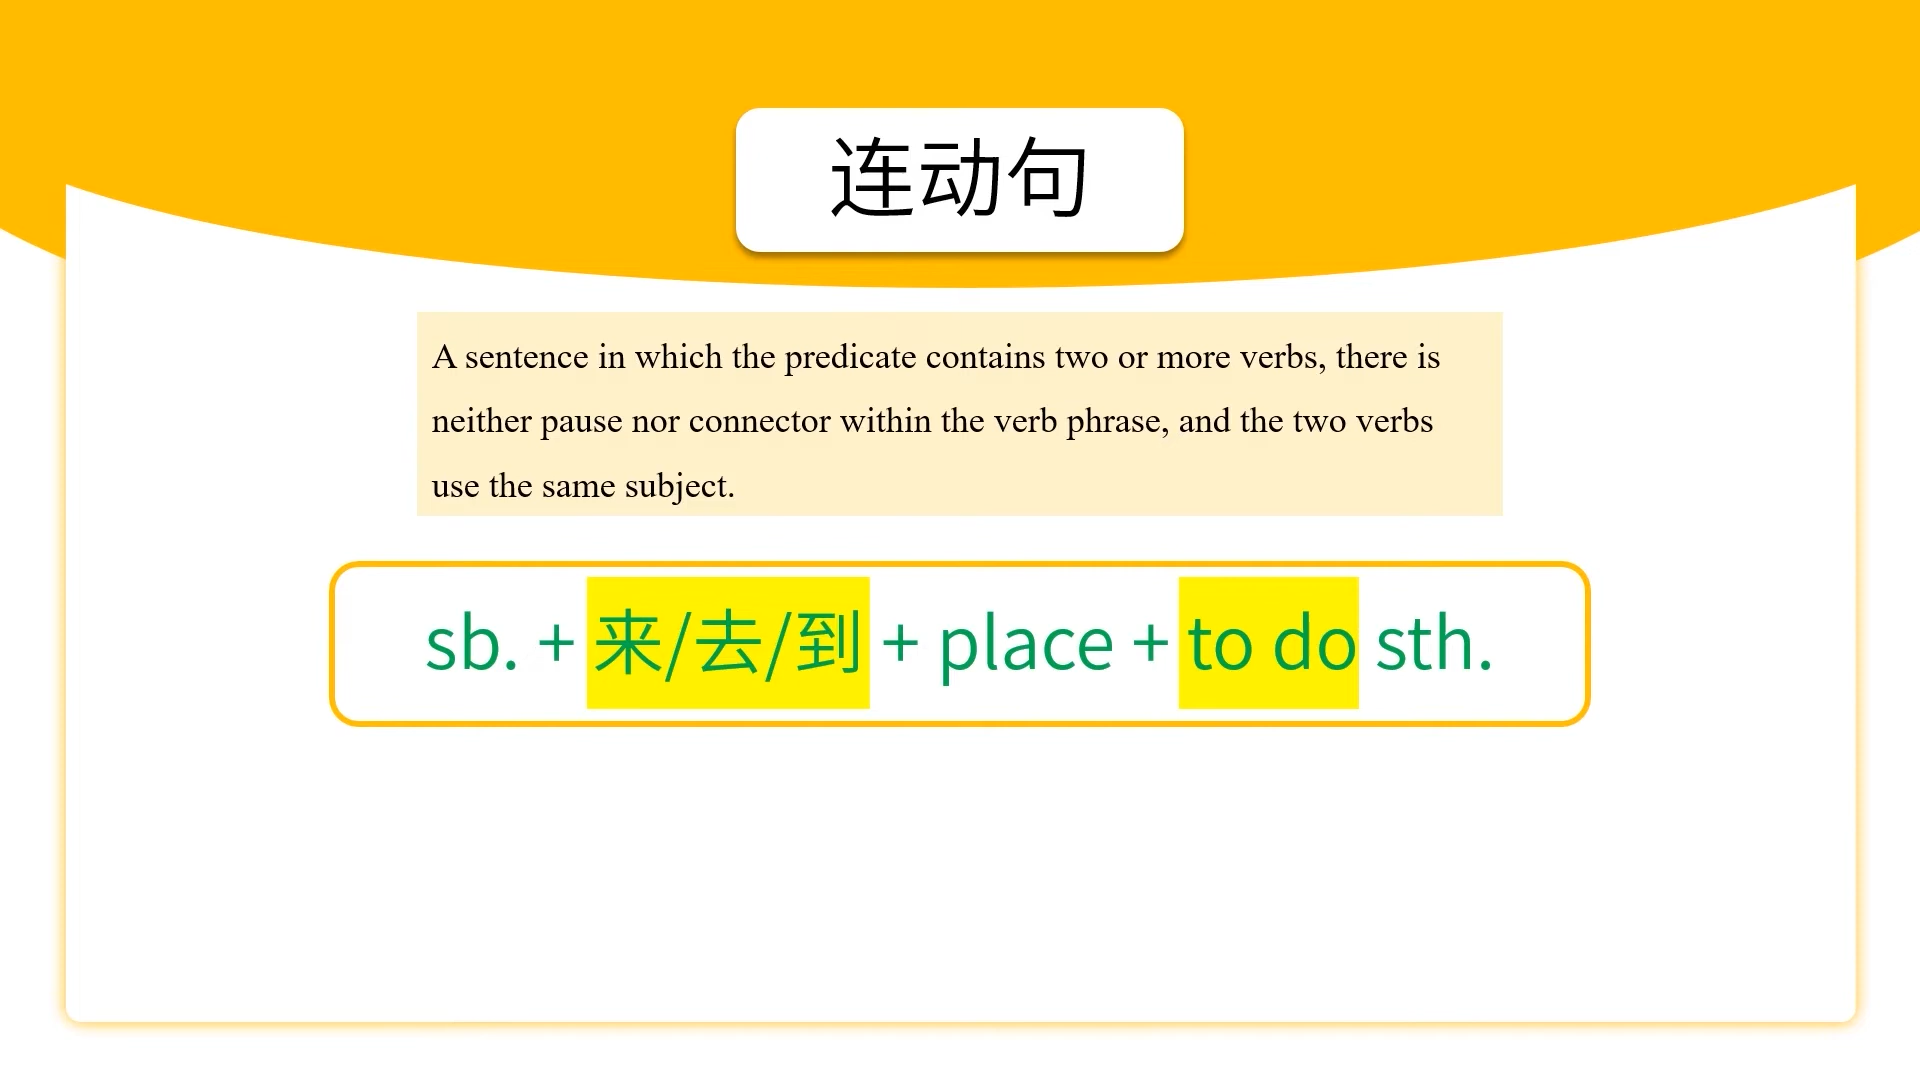 连动句
A sentence in which the predicate contains two or more verbs, there is
neither pause nor connector within the verb phrase, and the two verbs
use the same subject.
sb. + 来/去/到 + place + to do sth.